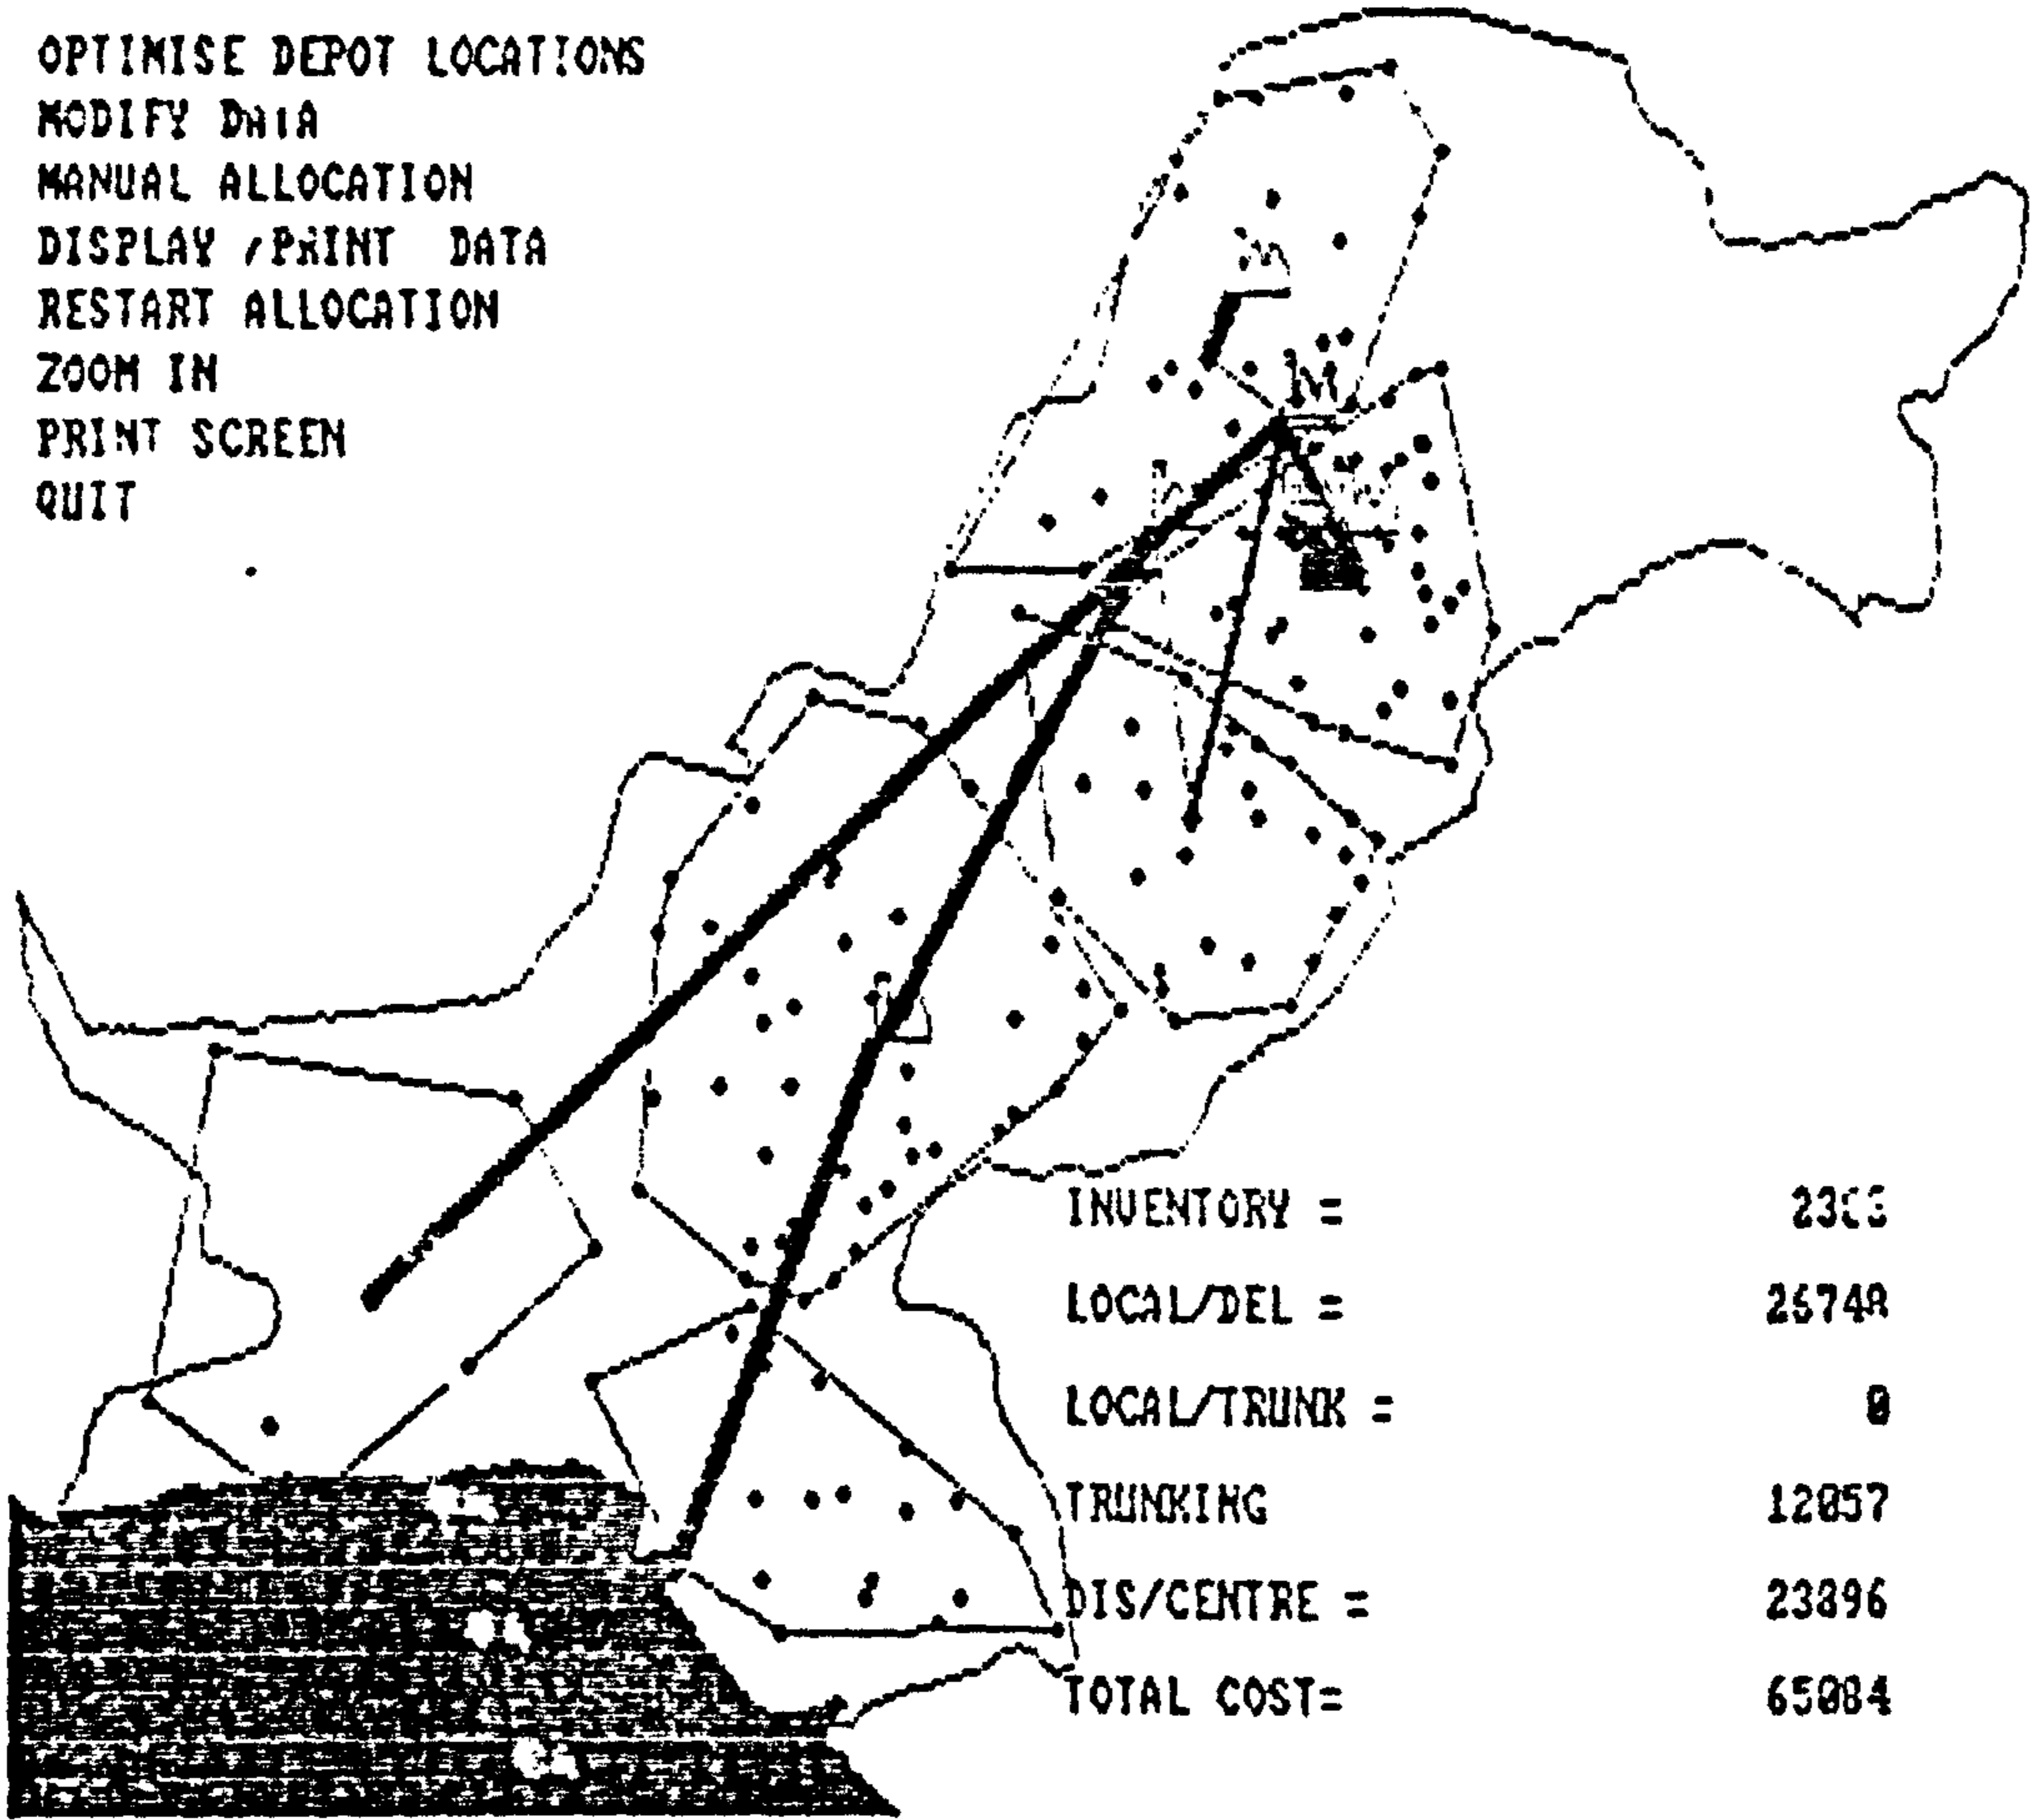 OPTIMISE DEPOT LOCATIONS
MODIFY DATA
MANUAL ALLOCATION
DISPLAY /PRINT DATA
RESTART ALLOCATION
ZOOM IN
PRINT SCREEN
QUIT
INVENTORY = 2383
LOCAL/DEL = 26748
LOCAL/TRUNK = 0
TRUNKING 12057
DIS/CENTRE = 23896
TOTAL COST= 65084